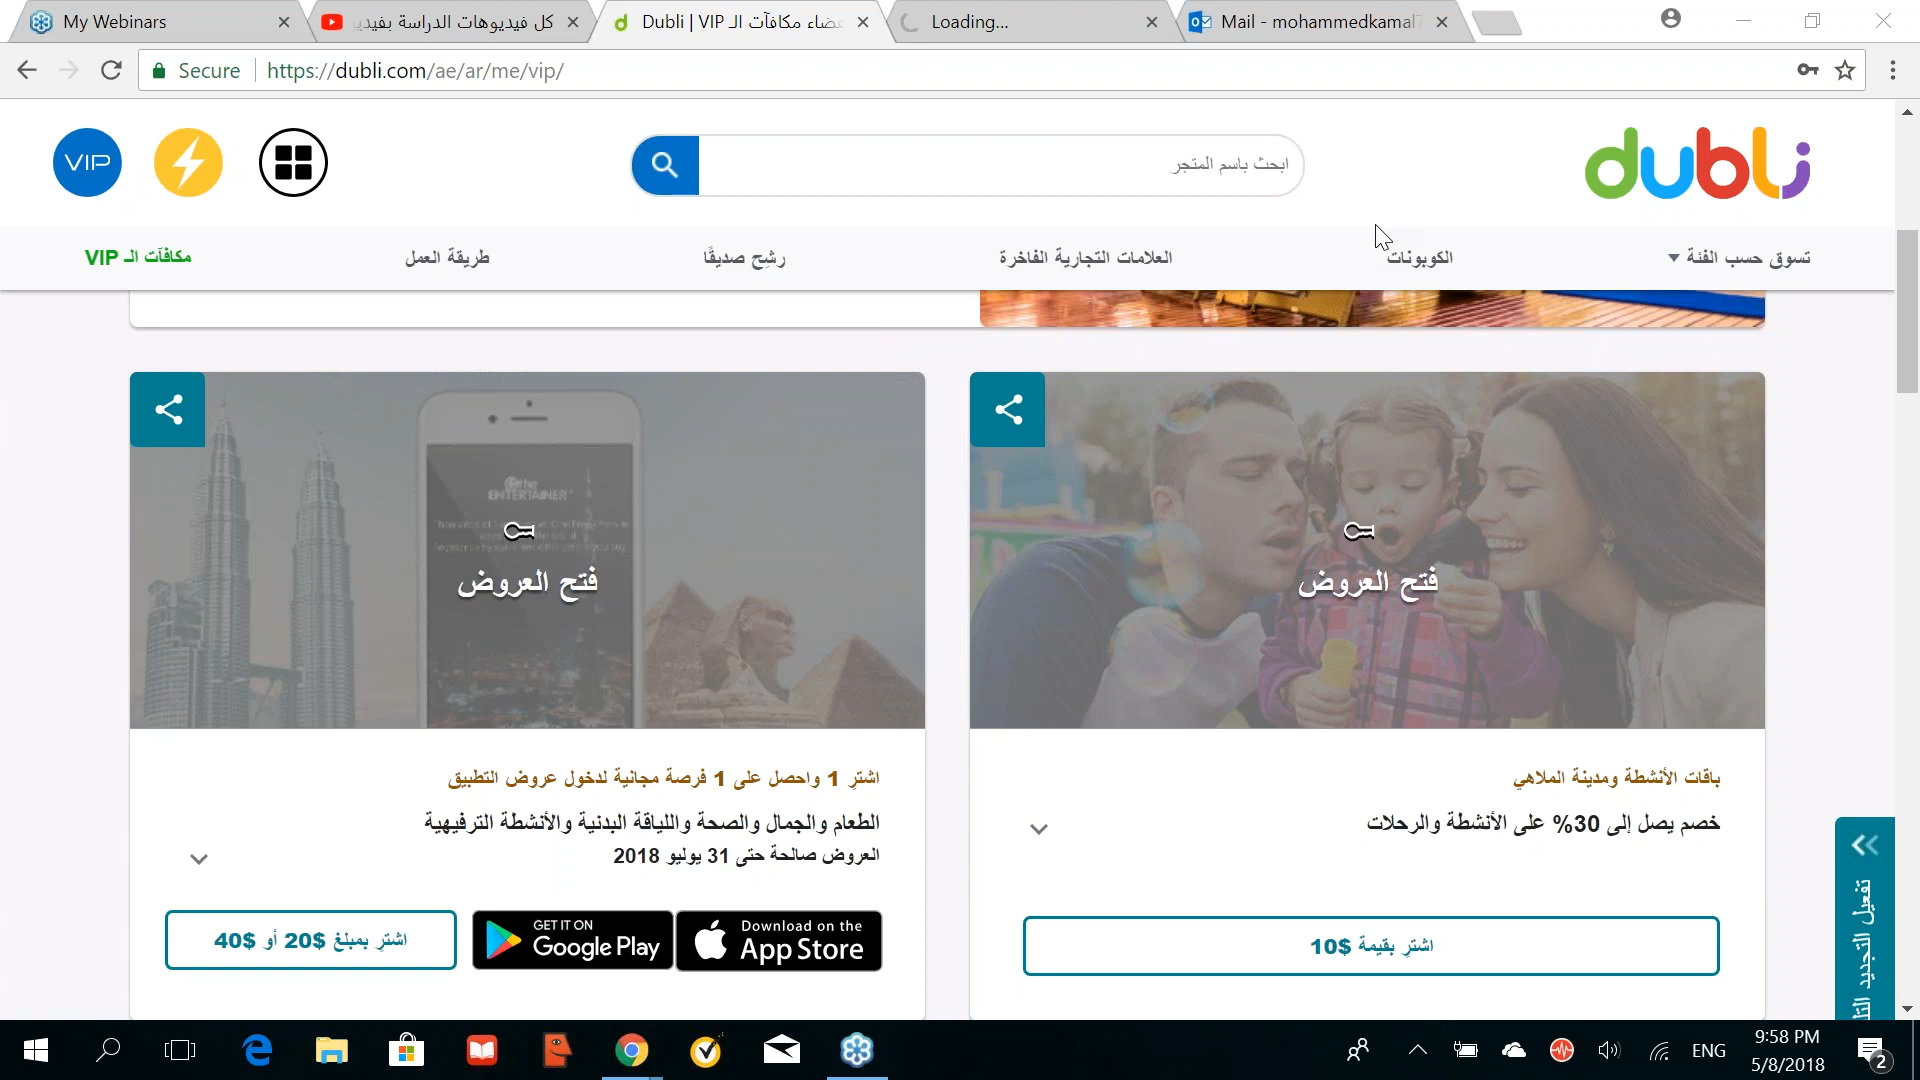 My Webinars
كل فيديوهات الدراسة بفيديو
Dubli | VIP أعضاء مكافآت الـ
Loading...
Mail - mohammedkamal7
Secure
https://dubli.com/ae/ar/me/vip/
VIP
ابحث باسم المتجر
dubli
تسوق حسب الفئة
الكوبونات
العلامات التجارية الفاخرة
رشِح صديقًا
طريقة العمل
مكافآت الـ VIP
the
ENTERTAINER
فتح العروض
فتح العروض
باقات الأنشطة ومدينة الملاهي
خصم يصل إلى 30% على الأنشطة والرحلات
اشترِ بقيمة $10
اشترِ 1 واحصل على 1 فرصة مجانية لدخول عروض التطبيق
الطعام والجمال والصحة واللياقة البدنية والأنشطة الترفيهية
العروض صالحة حتى 31 يوليو 2018
Download on the
App Store
GET IT ON
Google Play
اشترِ بمبلغ $20 أو $40
تفعيل التجديد
ENG
9:58 PM
5/8/2018
2